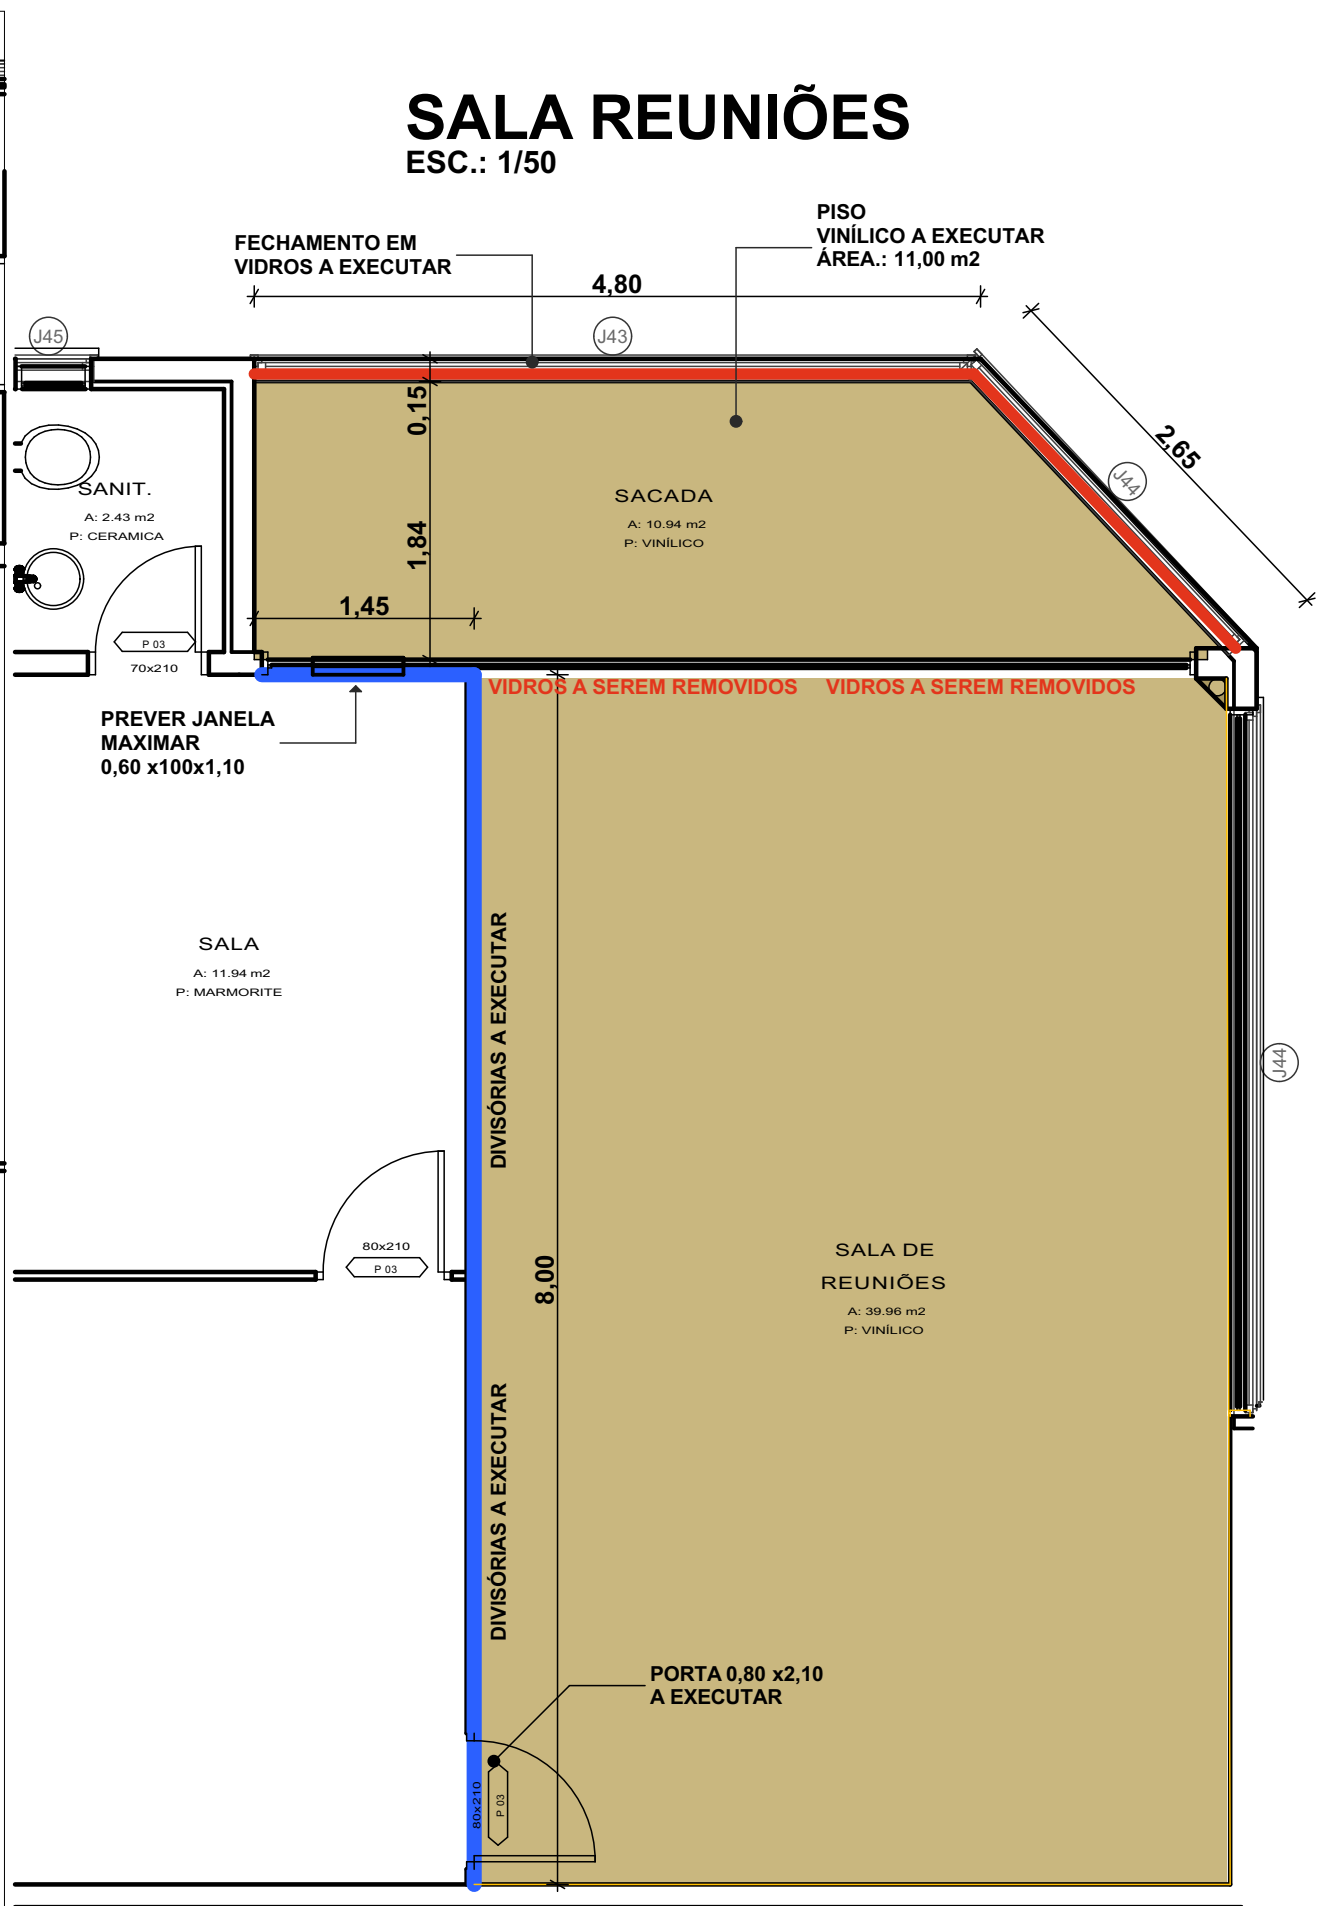 SALA REUNIÕES
ESC.: 1/50
PISO
VINÍLICO A EXECUTAR
ÁREA.: 11,00 m2
FECHAMENTO EM
VIDROS A EXECUTAR
4,80
J45
J43
0,15
2,65
J44
SANIT.
A: 2.43 m2
P: CERAMICA
SACADA
A: 10.94 m2
P: VINÍLICO
1,84
1,45
P 03
70x210
VIDROS A SEREM REMOVIDOS
VIDROS A SEREM REMOVIDOS
PREVER JANELA
MAXIMAR
0,60 x100x1,10
SALA
A: 11.94 m2
P: MARMORITE
DIVISÓRIAS A EXECUTAR
J44
80x210
P 03
8,00
SALA DE
REUNIÕES
A: 39.96 m2
P: VINÍLICO
DIVISÓRIAS A EXECUTAR
PORTA 0,80 x2,10
A EXECUTAR
80x210
P 03